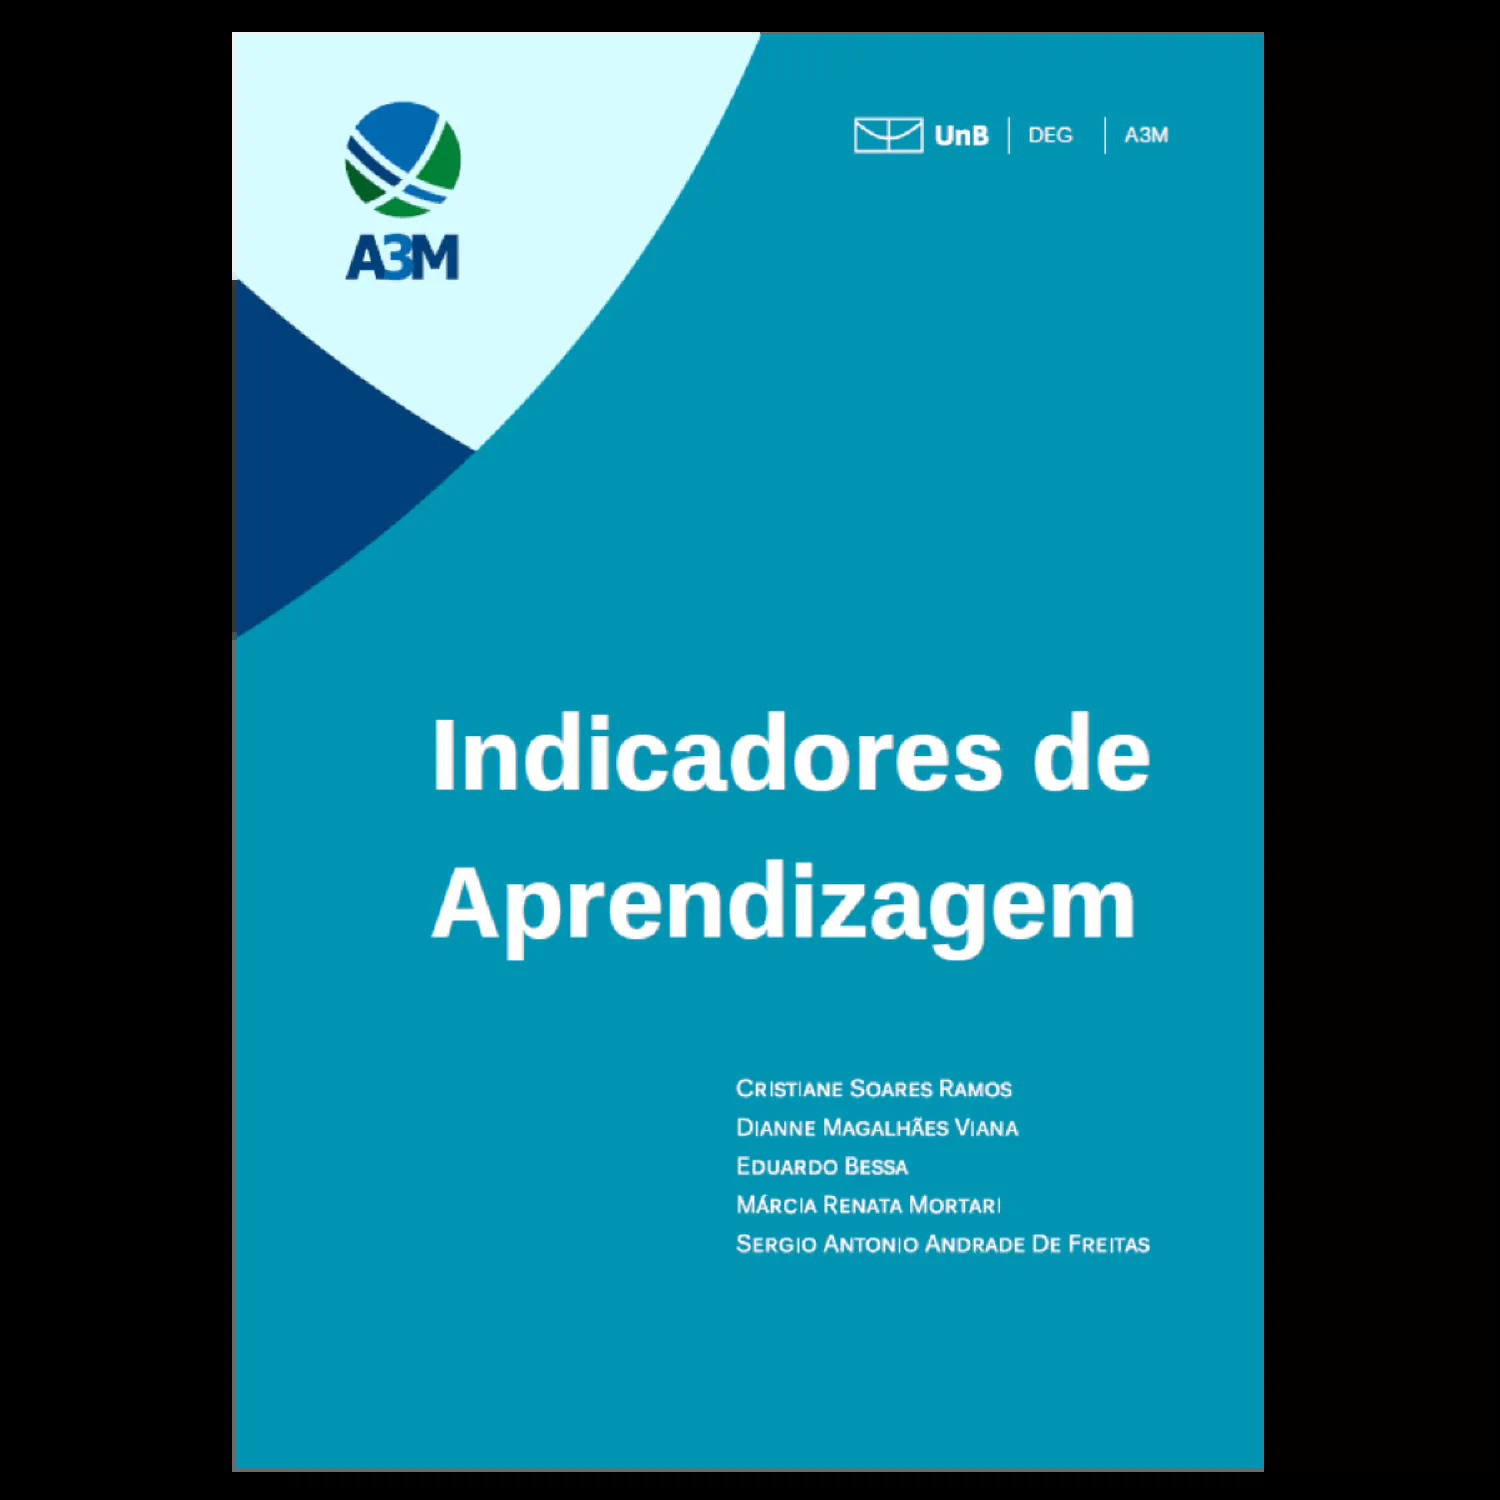 A3M
UnB | DEG | A3M
Indicadores de
Aprendizagem
CRISTIANE SOARES RAMOS
DIANNE MAGALHÃES VIANA
EDUARDO BESSA
MÁRCIA RENATA MORTARI
SERGIO ANTONIO ANDRADE DE FREITAS